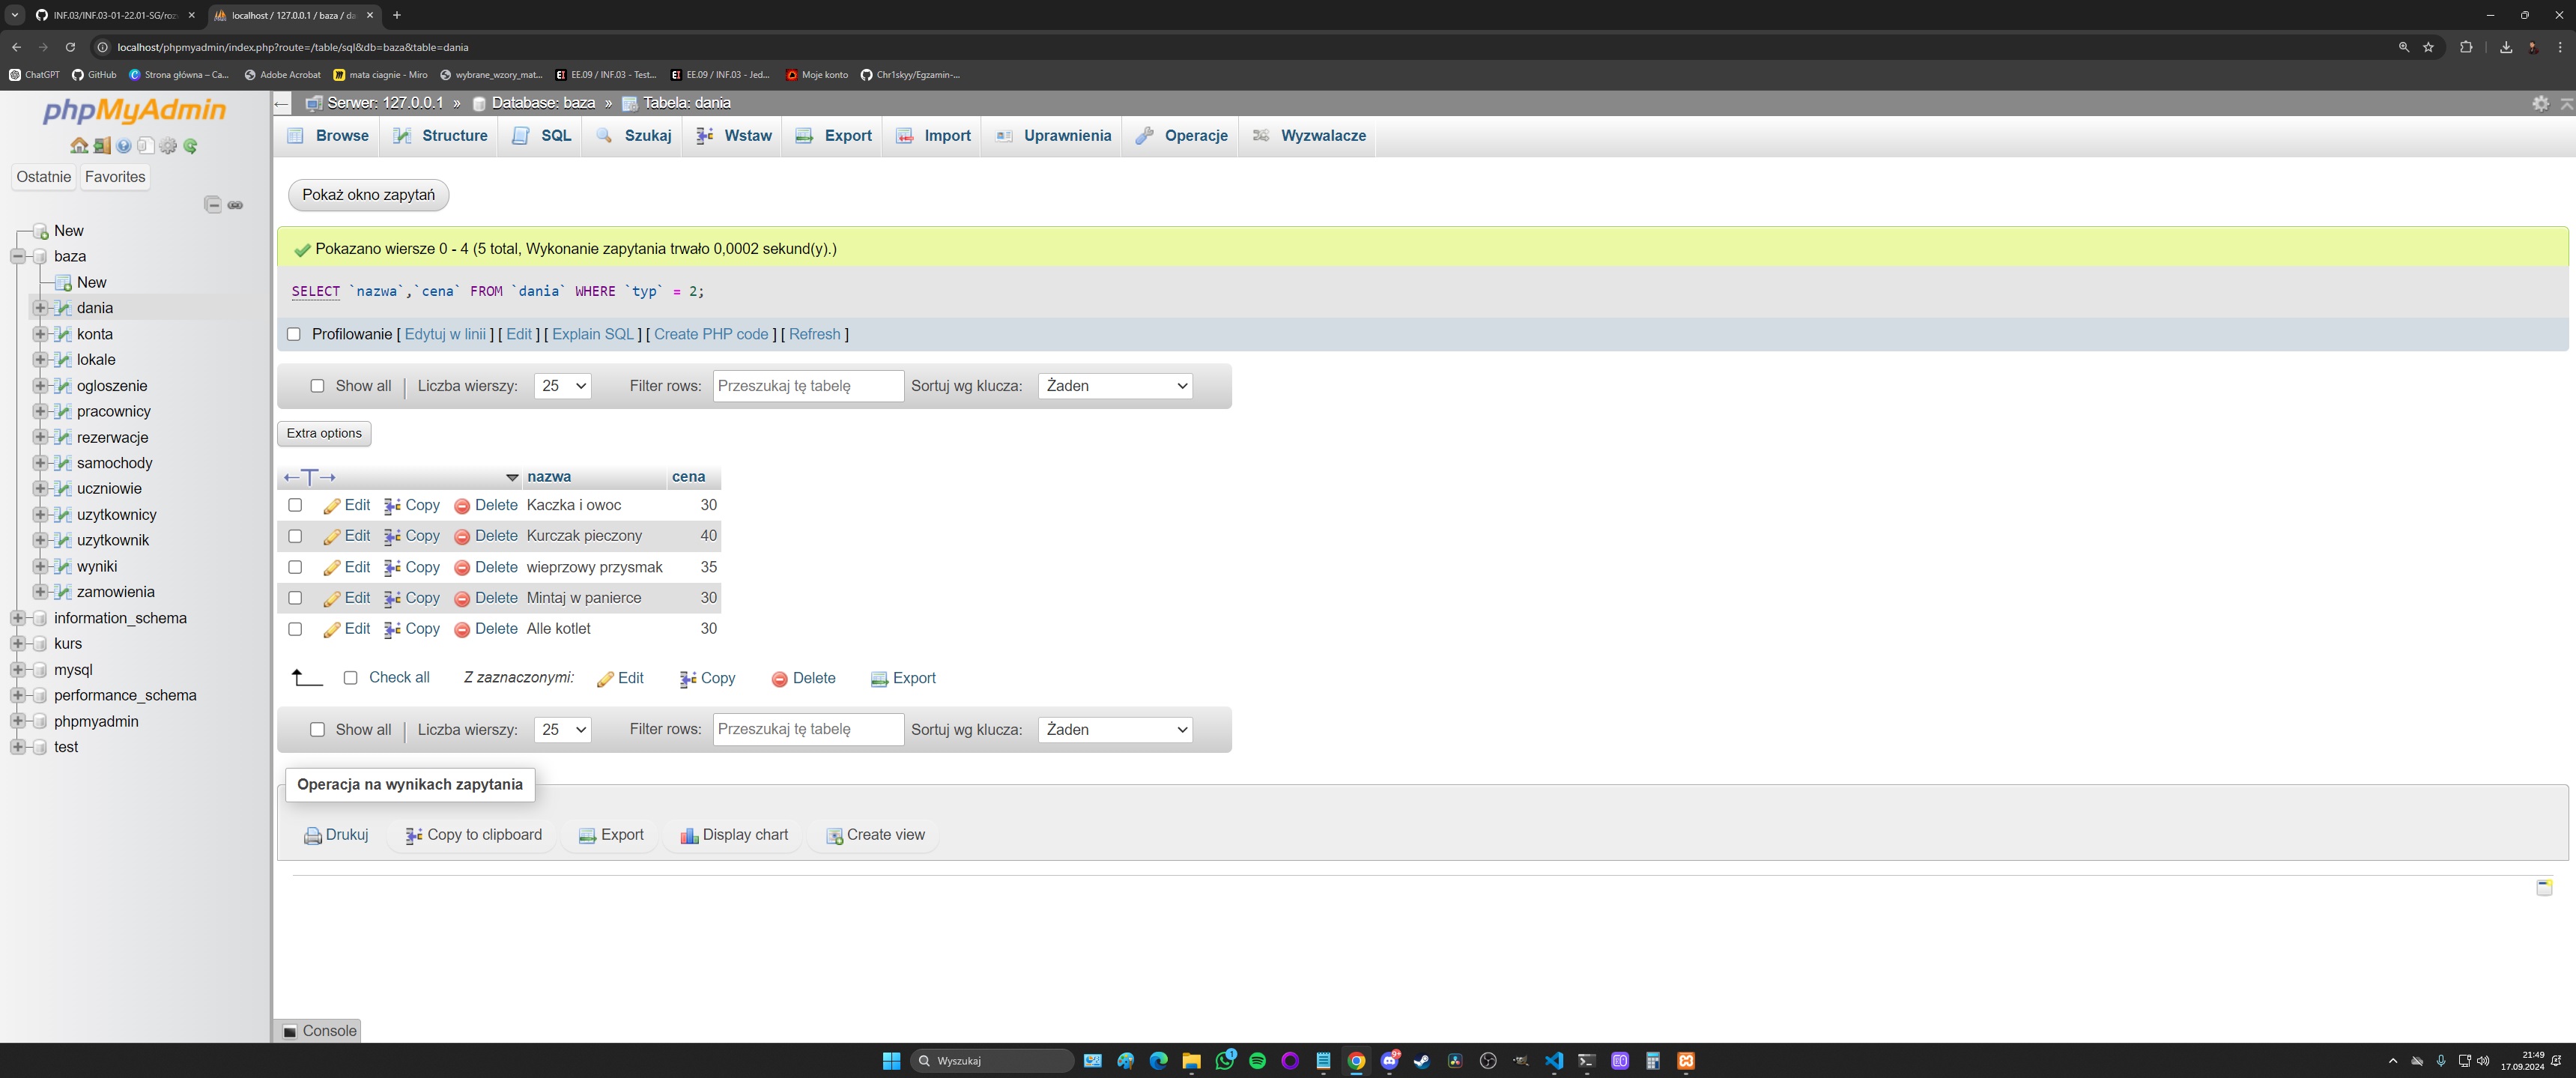 INF.03/INF.03-01-22.01-SG/roz
localhost / 127.0.0.1 / baza / da
localhost/phpmyadmin/index.php?route=/table/sql&db=baza&table=dania
ChatGPT GitHub Strona główna – Ca... Adobe Acrobat mata ciagnie - Miro wybrane_wzory_mat... EE.09 / INF.03 - Test... EE.09 / INF.03 - Jed... Moje konto Chr1skyy/Egzamin-...
phpMyAdmin
Ostatnie Favorites
New
baza
New
dania
konta
lokale
ogloszenie
pracownicy
rezerwacje
samochody
uczniowie
uzytkownicy
uzytkownik
wyniki
zamowienia
information_schema
kurs
mysql
performance_schema
phpmyadmin
test
Serwer: 127.0.0.1 » Database: baza » Tabela: dania
Browse Structure SQL Szukaj Wstaw Export Import Uprawnienia Operacje Wyzwalacze
Pokaż okno zapytań
Pokazano wiersze 0 - 4 (5 total, Wykonanie zapytania trwało 0,0002 sekund(y).)
SELECT `nazwa`,`cena` FROM `dania` WHERE `typ` = 2;
Profilowanie [ Edytuj w linii ] [ Edit ] [ Explain SQL ] [ Create PHP code ] [ Refresh ]
Show all | Liczba wierszy: 25 Filter rows: Przeszukaj tę tabelę Sortuj wg klucza: Żaden
Extra options
←T→ nazwa cena
Edit Copy Delete Kaczka i owoc 30
Edit Copy Delete Kurczak pieczony 40
Edit Copy Delete wieprzowy przysmak 35
Edit Copy Delete Mintaj w panierce 30
Edit Copy Delete Alle kotlet 30
Check all Z zaznaczonymi: Edit Copy Delete Export
Show all | Liczba wierszy: 25 Filter rows: Przeszukaj tę tabelę Sortuj wg klucza: Żaden
Operacja na wynikach zapytania
Drukuj Copy to clipboard Export Display chart Create view
Console
Wyszukaj
21:49
17.09.2024